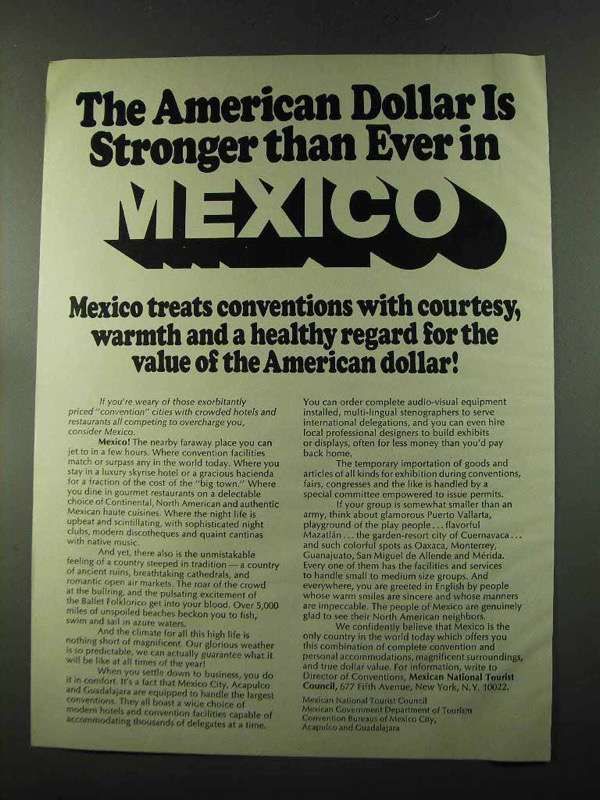 The American Dollar Is
Stronger than Ever in
MEXICO
Mexico treats conventions with courtesy,
warmth and a healthy regard for the
value of the American dollar!
If you're weary of those exorbitantly
priced "convention" cities with crowded hotels and
restaurants all competing to overcharge you,
consider Mexico.
Mexico! The nearby faraway place you can
jet to in a few hours. Where convention facilities
match or surpass any in the world today. Where you
stay in a luxury skyrise hotel or a gracious hacienda
for a fraction of the cost of the "big town." Where
you dine in gourmet restaurants on a delectable
choice of Continental, North American and authentic
Mexican haute cuisines. Where the night life is
upbeat and scintillating, with sophisticated night
clubs, modern discotheques and quaint cantinas
with native music.
And yet, there also is the unmistakable
feeling of a country steeped in tradition—a country
of ancient ruins, breathtaking cathedrals, and
romantic open air markets. The roar of the crowd
at the bullring, and the pulsating excitement of
the Ballet Folklorico get into your blood. Over 5,000
miles of unspoiled beaches beckon you to fish,
swim and sail in azure waters.
And the climate for all this high life is
nothing short of magnificent. Our glorious weather
is so predictable, we can actually guarantee what it
will be like at all times of the year!
When you settle down to business, you do
it in comfort. It's a fact that Mexico City, Acapulco
and Guadalajara are equipped to handle the largest
conventions. They all boast a wide choice of
modern hotels and convention facilities capable of
accommodating thousands of delegates at a time.
You can order complete audio-visual equipment
installed, multi-lingual stenographers to serve
international delegations, and you can even hire
local professional designers to build exhibits
or displays, often for less money than you'd pay
back home.
The temporary importation of goods and
articles of all kinds for exhibition during conventions,
fairs, congresses and the like is handled by a
special committee empowered to issue permits.
If your group is somewhat smaller than an
army, think about glamorous Puerto Vallarta,
playground of the play people...flavorful
Mazatlán...the garden-resort city of Cuernavaca...
and such colorful spots as Oaxaca, Monterrey,
Guanajuato, San Miguel de Allende and Mérida.
Every one of them has the facilities and services
to handle small to medium size groups. And
everywhere, you are greeted in English by people
whose warm smiles are sincere and whose manners
are impeccable. The people of Mexico are genuinely
glad to see their North American neighbors.
We confidently believe that Mexico is the
only country in the world today which offers you
this combination of complete convention and
personal accommodations, magnificent surroundings,
and true dollar value. For information, write to
Director of Conventions, Mexican National Tourist
Council, 677 Fifth Avenue, New York, N.Y. 10022.
Mexican National Tourist Council
Mexican Government Department of Tourism
Convention Bureaus of Mexico City,
Acapulco and Guadalajara